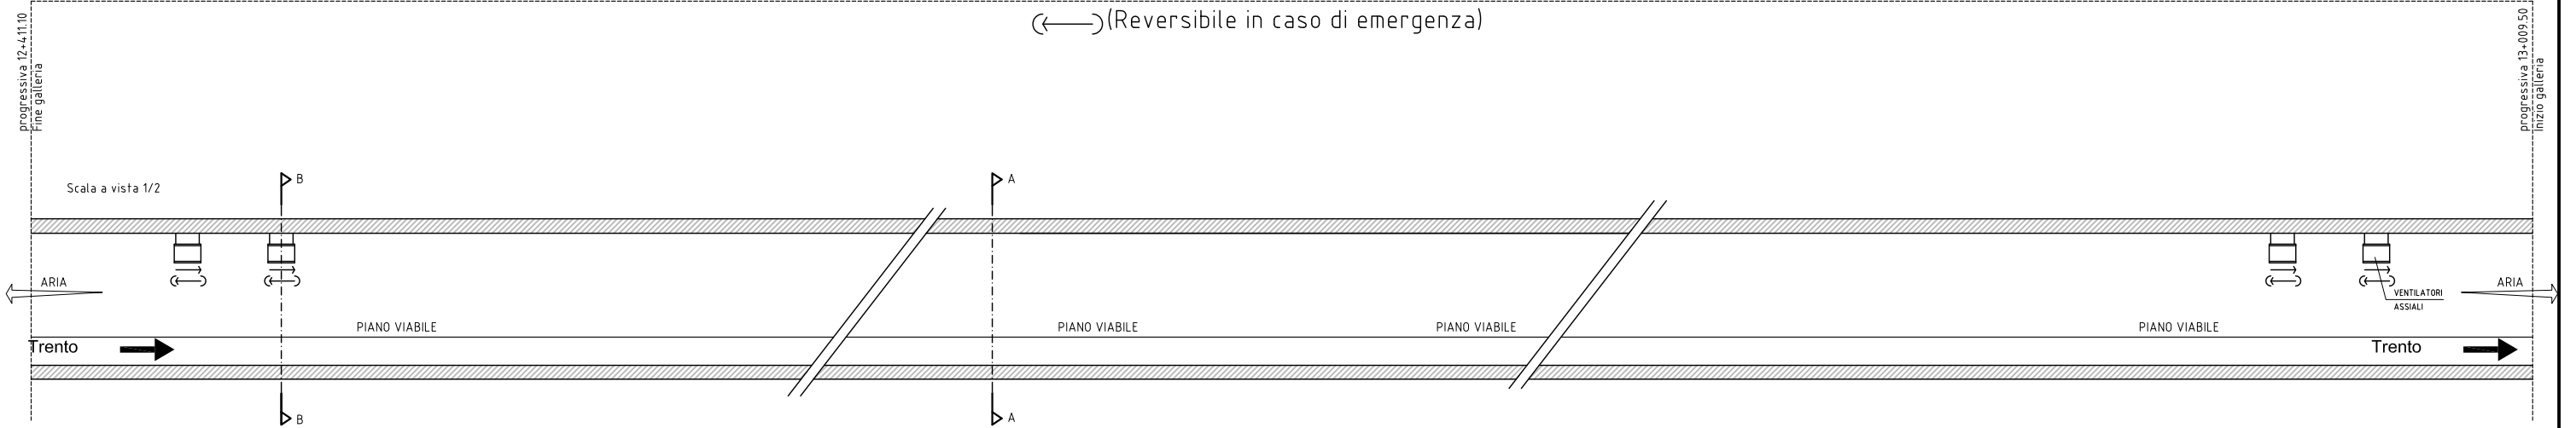 progressiva 12+411.10
Fine galleria
(Reversibile in caso di emergenza)
progressiva 13+009.50
Inizio galleria
Scala a vista 1/2
B
A
ARIA
VENTILATORI
ASSIALI
ARIA
PIANO VIABILE
PIANO VIABILE
PIANO VIABILE
PIANO VIABILE
Trento
Trento
B
A